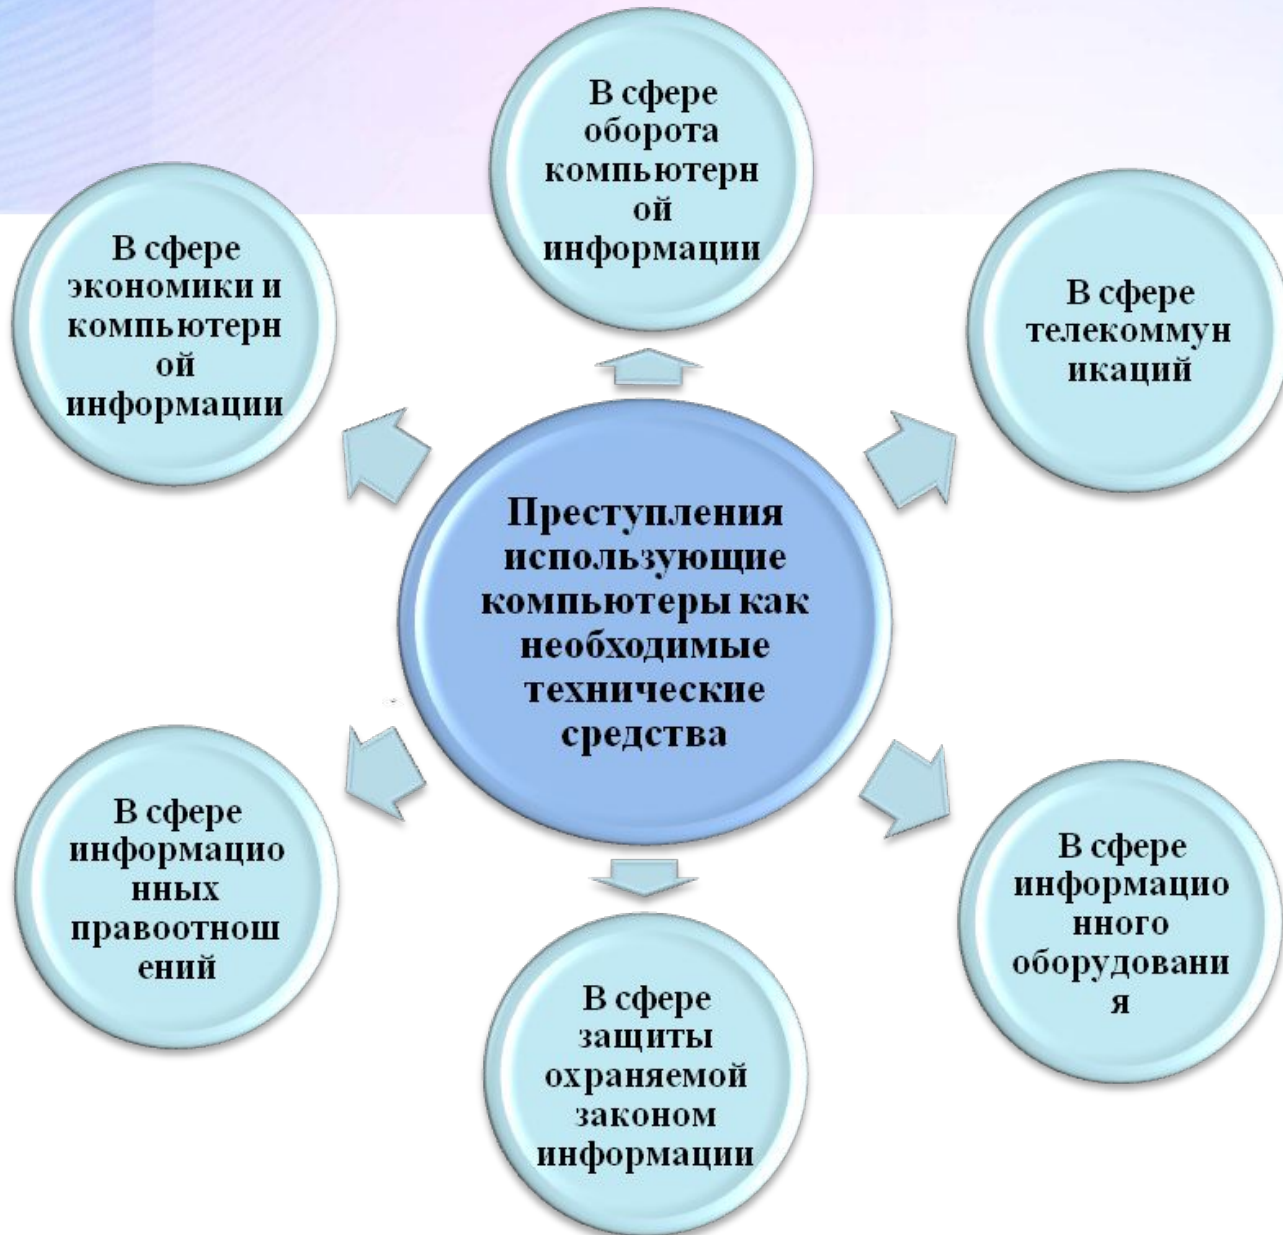 В сфере
оборота
компьютерн
ой
информации
В сфере
экономики и
компьютерн
ой
информации
В сфере
телекоммун
икаций
Преступления
использующие
компьютеры как
необходимые
технические
средства
В сфере
информацио
нных
правоотнош
ений
В сфере
информацио
нного
оборудовани
я
В сфере
защиты
охраняемой
законом
информации